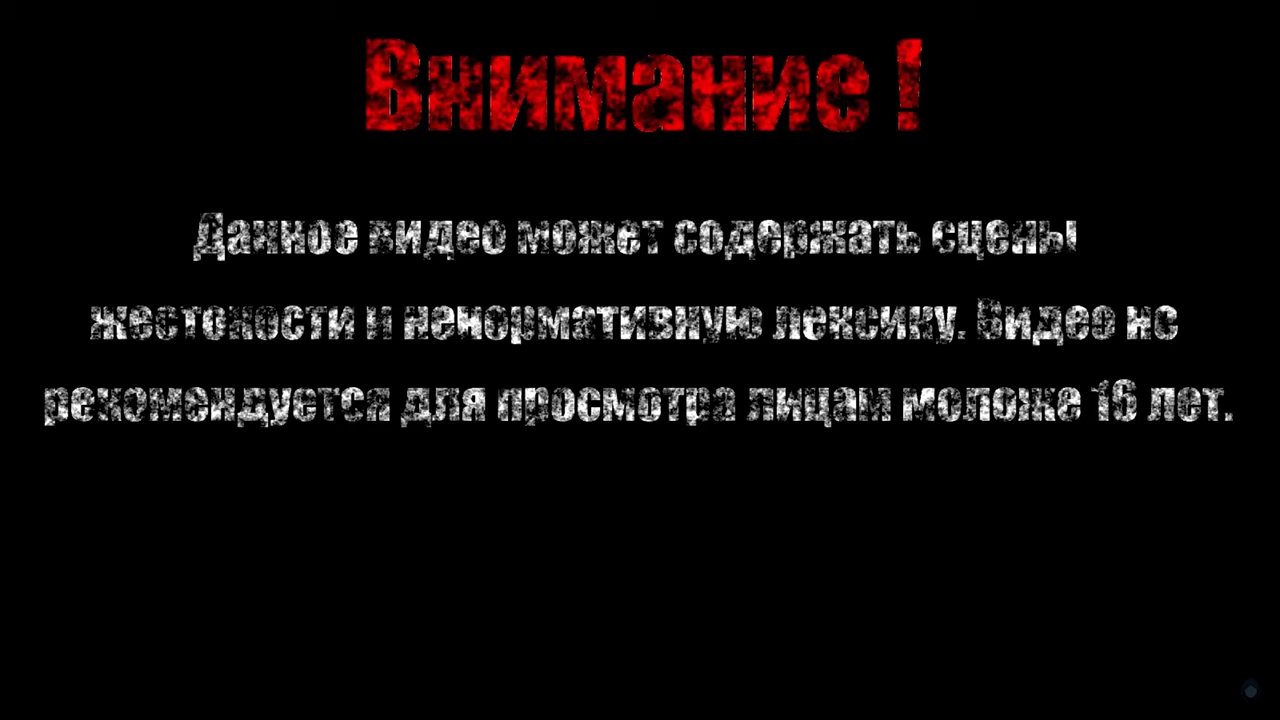 Внимание !
Данное видео может содержать сцены
жестокости и ненормативную лексику. Видео не
рекомендуется для просмотра лицам моложе 16 лет.